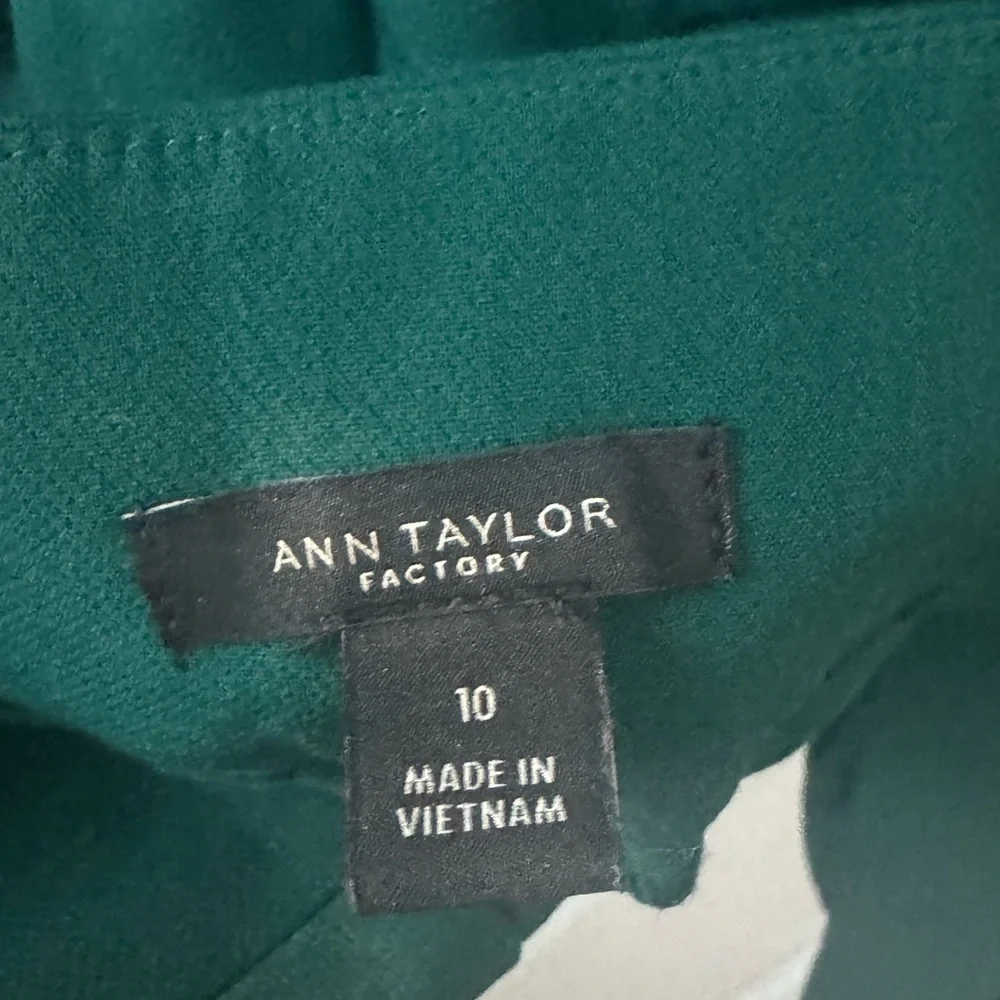 ANN TAYLOR
FACTORY
10
MADE IN
VIETNAM